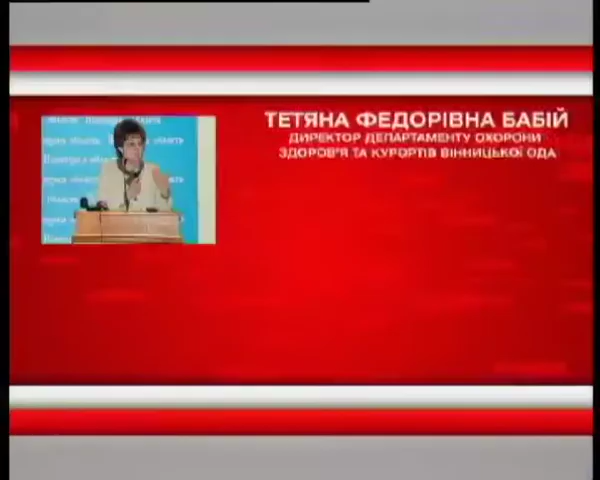 ТЕТЯНА ФЕДОРІВНА БАБІЙ
ДИРЕКТОР ДЕПАРТАМЕНТУ ОХОРОНИ
ЗДОРОВ'Я ТА КУРОРТІВ ВІННИЦЬКОЇ ОДА